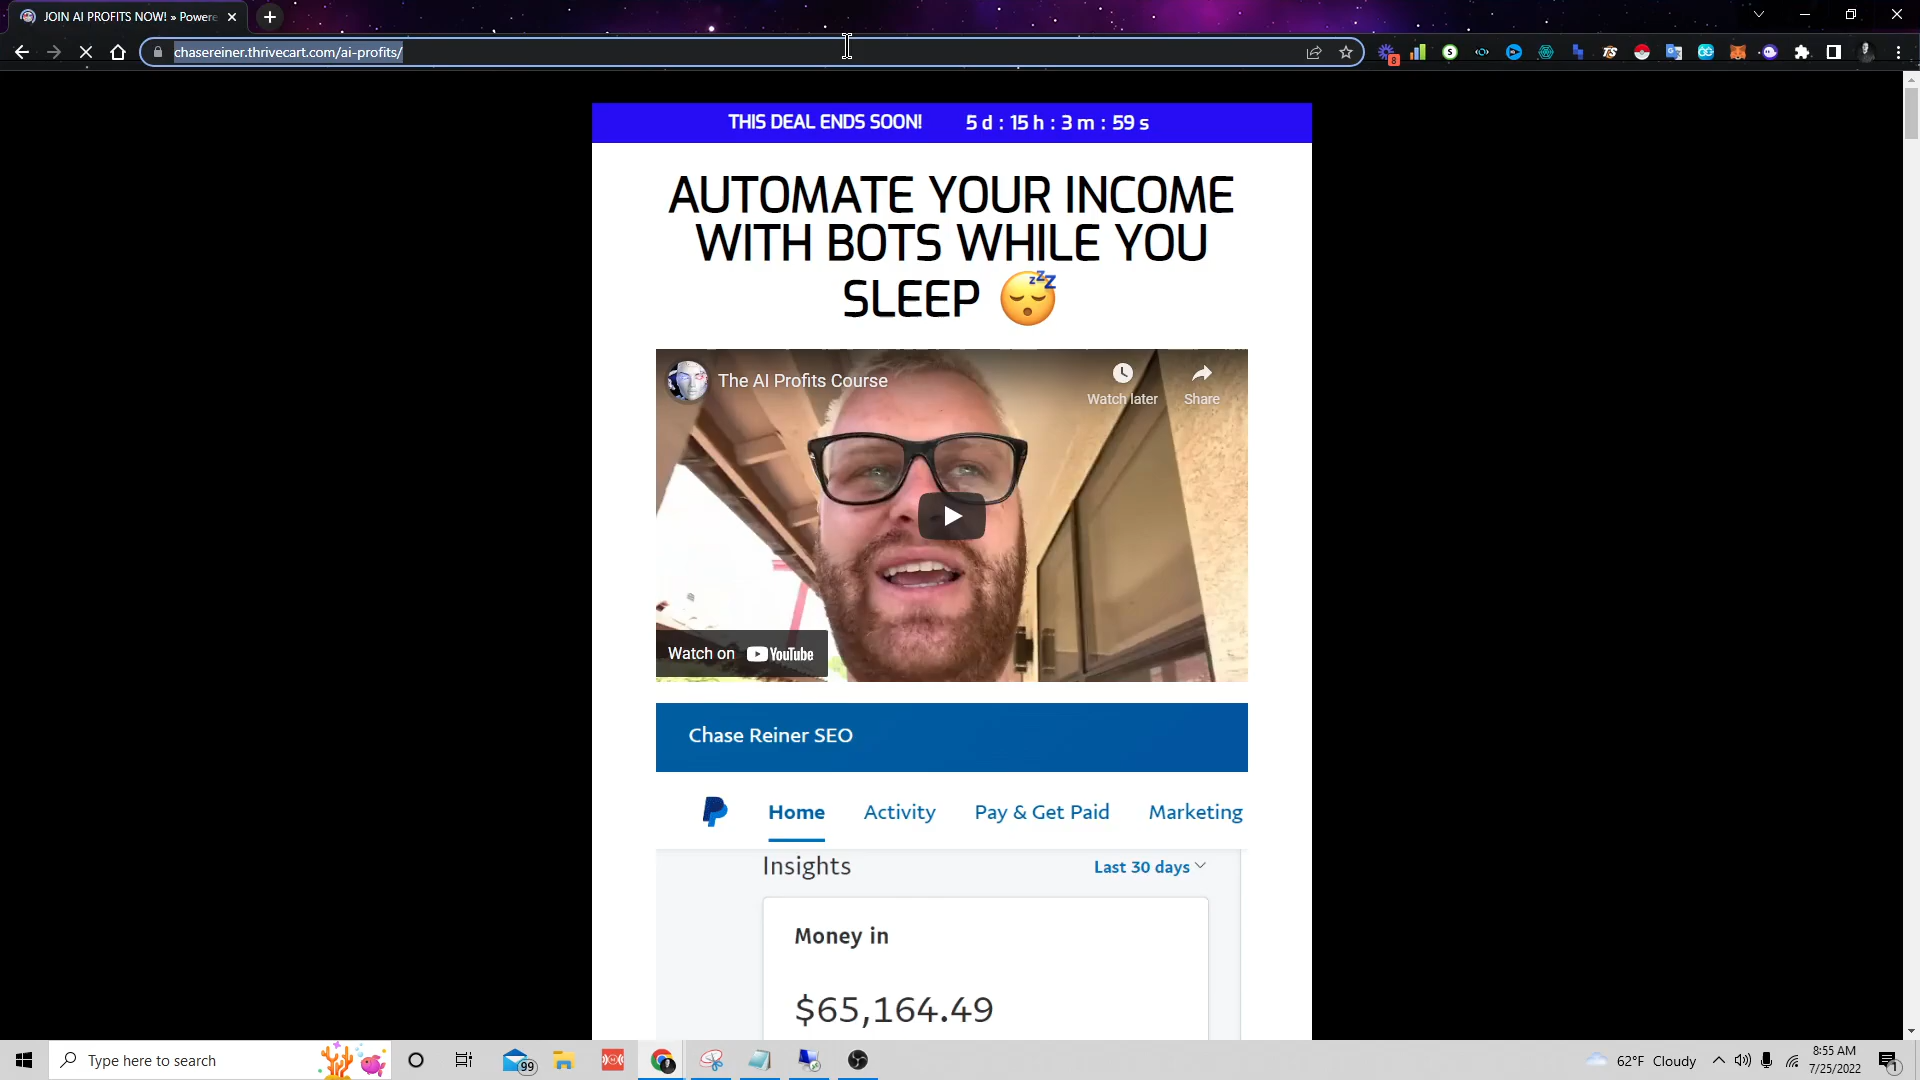 JOIN AI PROFITS NOW! » Powere
chasereiner.thrivecart.com/ai-profits/
8
THIS DEAL ENDS SOON! 5 d : 15 h : 3 m : 59 s
AUTOMATE YOUR INCOME
WITH BOTS WHILE YOU
SLEEP 😴
The AI Profits Course
Watch later
Share
Watch on YouTube
Chase Reiner SEO
Home Activity Pay & Get Paid Marketing
Insights
Last 30 days
Money in
$65,164.49
Type here to search
99
62°F Cloudy
8:55 AM
7/25/2022
1